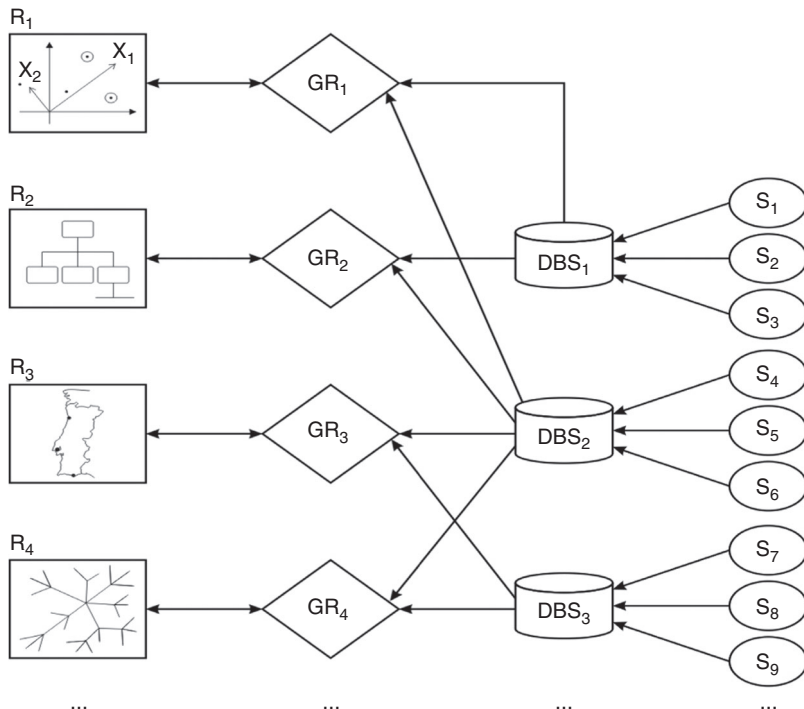 R₁
X₁
X₂
GR₁
R₂
GR₂
DBS₁
S₁
S₂
S₃
R₃
GR₃
DBS₂
S₄
S₅
S₆
R₄
GR₄
DBS₃
S₇
S₈
S₉
... ... ... ...